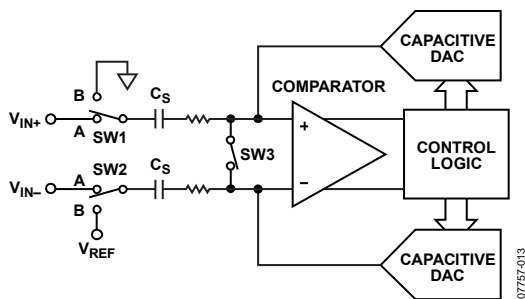 CAPACITIVE
DAC
COMPARATOR
B
C_S
V_IN+
A
SW1
+
SW3
CONTROL
LOGIC
C_S
SW2
V_IN–
A
–
B
V_REF
CAPACITIVE
DAC
07757-013